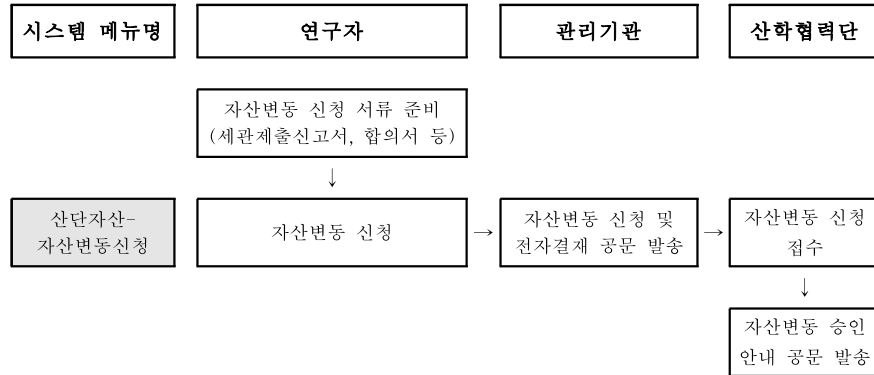 시스템 메뉴명
연구자
관리기관
산학협력단
자산변동 신청 서류 준비
(세관제출신고서, 합의서 등)
↓
산단자산-
자산변동신청
자산변동 신청
→
자산변동 신청 및
전자결재 공문 발송
→
자산변동 신청
접수
↓
자산변동 승인
안내 공문 발송